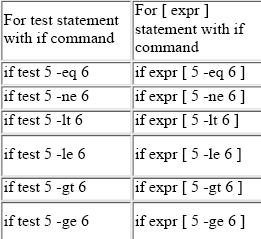 For test statement with if command
For [ expr ] statement with if command
if test 5 -eq 6
if expr [ 5 -eq 6 ]
if test 5 -ne 6
if expr [ 5 -ne 6 ]
if test 5 -lt 6
if expr [ 5 -lt 6 ]
if test 5 -le 6
if expr [ 5 -le 6 ]
if test 5 -gt 6
if expr [ 5 -gt 6 ]
if test 5 -ge 6
if expr [ 5 -ge 6 ]